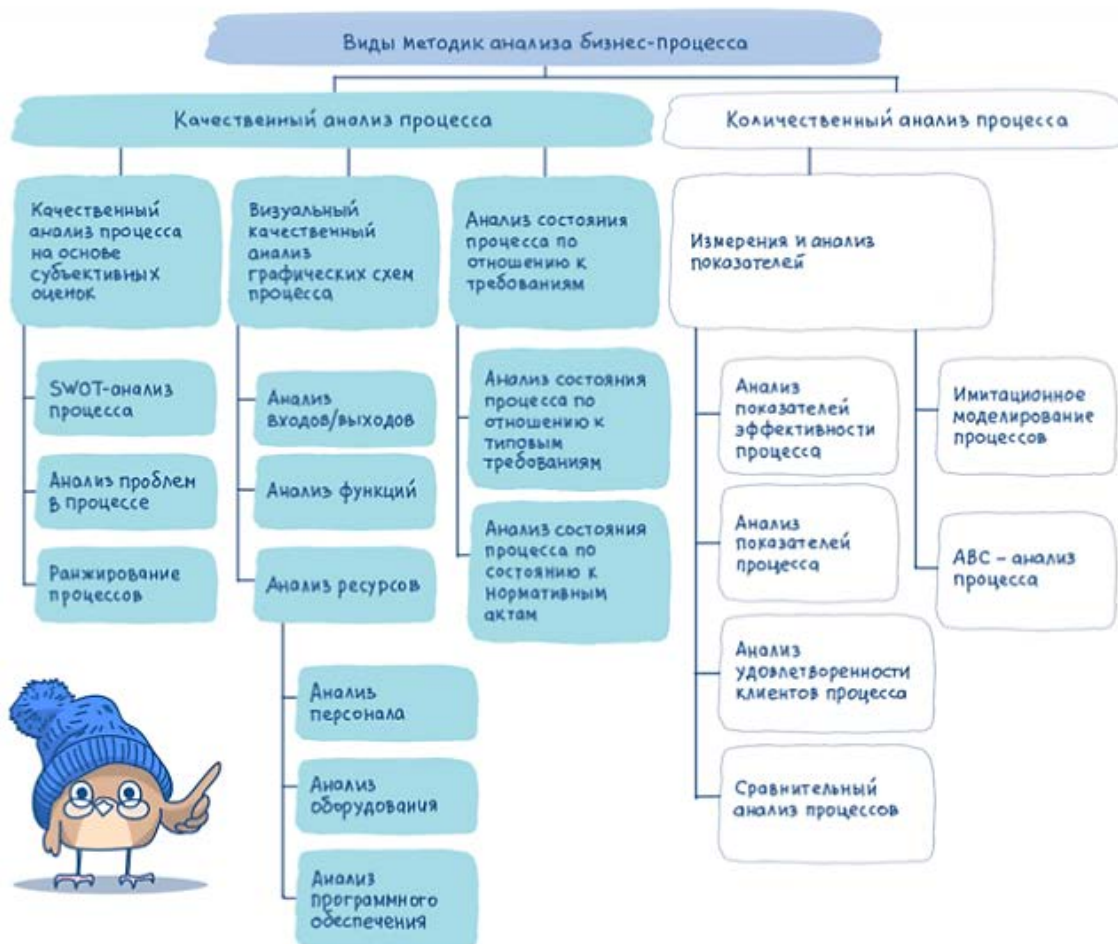 Виды методик анализа бизнес-процесса
Качественный анализ процесса
Количественный анализ процесса
Качественный
анализ процесса
на основе
субъективных
оценок
SWOT-анализ
процесса
Анализ проблем
в процессе
Ранжирование
процессов
Визуальный
качественный
анализ
графических схем
процесса
Анализ
входов/выходов
Анализ функций
Анализ ресурсов
Анализ
персонала
Анализ
оборудования
Анализ
программного
обеспечения
Анализ состояния
процесса по
отношению к
требованиям
Анализ состояния
процесса по
отношению к
типовым
требованиям
Анализ состояния
процесса по
состоянию к
нормативным
актам
Измерения и анализ
показателей
Анализ
показателей
эффективности
процесса
Анализ
показателей
процесса
Анализ
удовлетворенности
клиентов процесса
Сравнительный
анализ процессов
Имитационное
моделирование
процессов
ABC – анализ
процесса